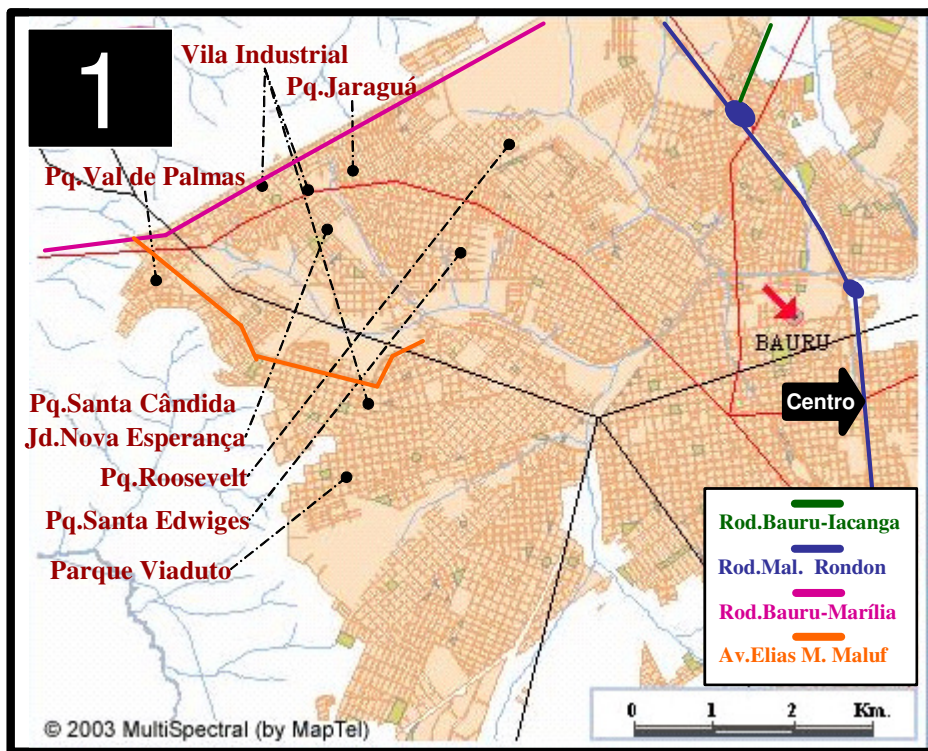 1
Vila Industrial
Pq.Jaraguá
Pq.Val de Palmas
BAURU
Centro
Pq.Santa Cândida
Jd.Nova Esperança
Pq.Roosevelt
Pq.Santa Edwiges
Parque Viaduto
Rod.Bauru-Iacanga
Rod.Mal. Rondon
Rod.Bauru-Marília
Av.Elias M. Maluf
0 1 2 Km.
© 2003 MultiSpectral (by MapTel)